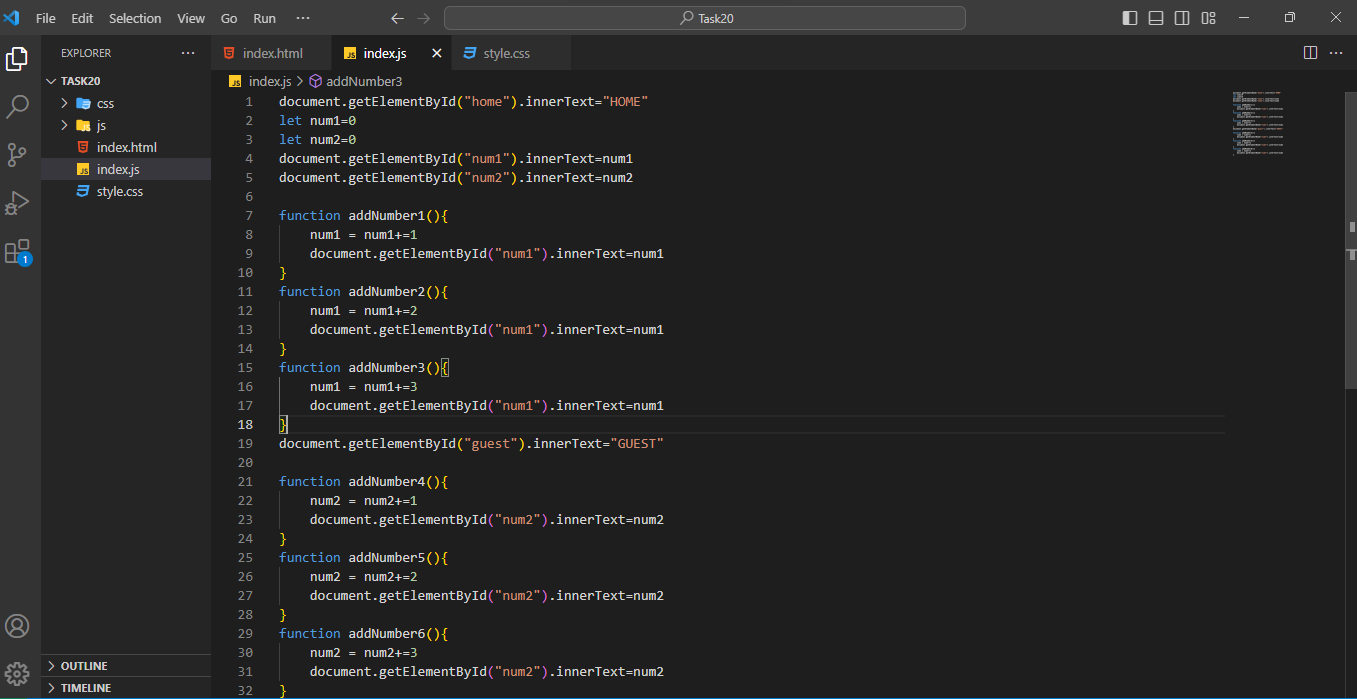 File Edit Selection View Go Run ··· Task20
EXPLORER ···
TASK20
css
js
index.html
index.js
style.css
1
OUTLINE
TIMELINE
index.html index.js style.css
index.js > addNumber3
1 document.getElementById("home").innerText="HOME"
2 let num1=0
3 let num2=0
4 document.getElementById("num1").innerText=num1
5 document.getElementById("num2").innerText=num2
6
7 function addNumber1(){
8 num1 = num1+=1
9 document.getElementById("num1").innerText=num1
10 }
11 function addNumber2(){
12 num1 = num1+=2
13 document.getElementById("num1").innerText=num1
14 }
15 function addNumber3(){
16 num1 = num1+=3
17 document.getElementById("num1").innerText=num1
18 }
19 document.getElementById("guest").innerText="GUEST"
20
21 function addNumber4(){
22 num2 = num2+=1
23 document.getElementById("num2").innerText=num2
24 }
25 function addNumber5(){
26 num2 = num2+=2
27 document.getElementById("num2").innerText=num2
28 }
29 function addNumber6(){
30 num2 = num2+=3
31 document.getElementById("num2").innerText=num2
32 }